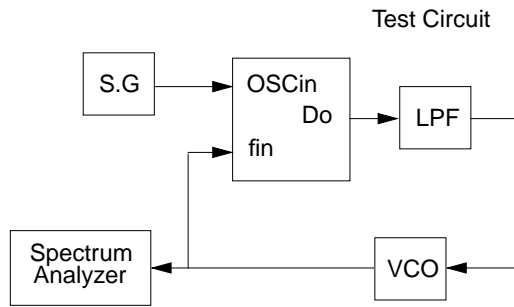 Test Circuit
S.G
OSCin
Do
fin
LPF
Spectrum
Analyzer
VCO